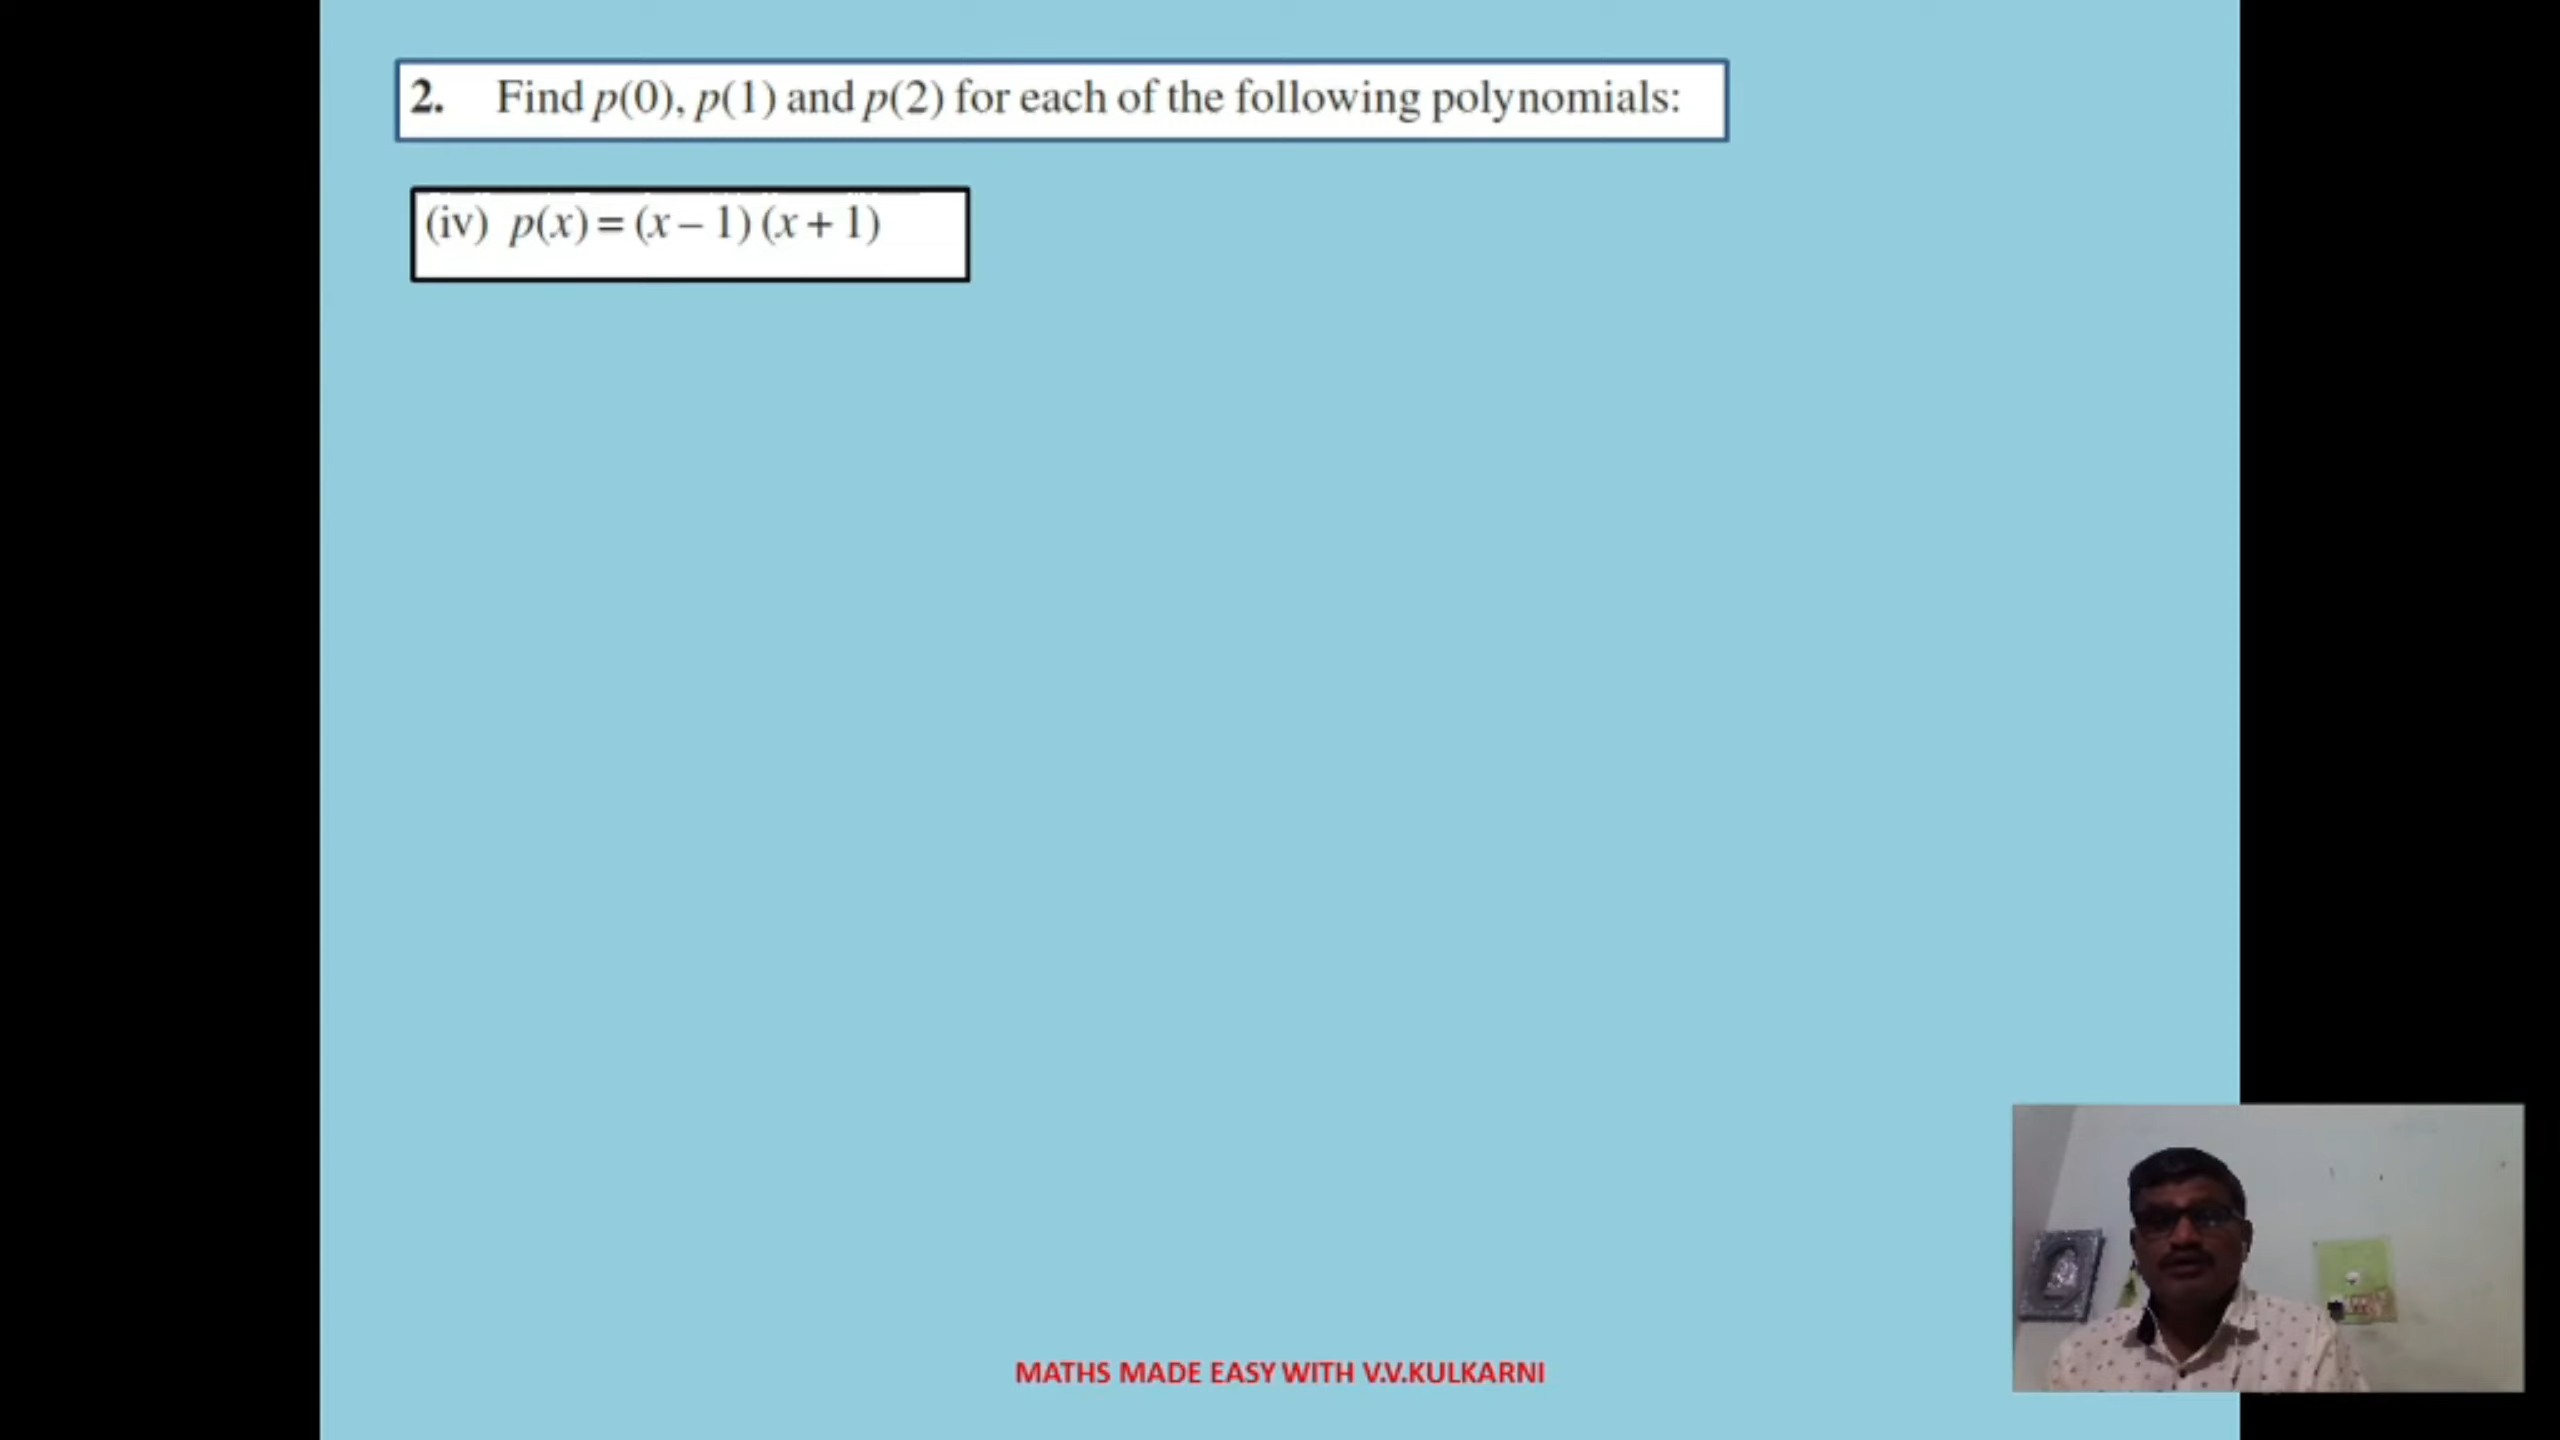 2. Find p(0), p(1) and p(2) for each of the following polynomials:
(iv) p(x) = (x – 1) (x + 1)
MATHS MADE EASY WITH V.V.KULKARNI